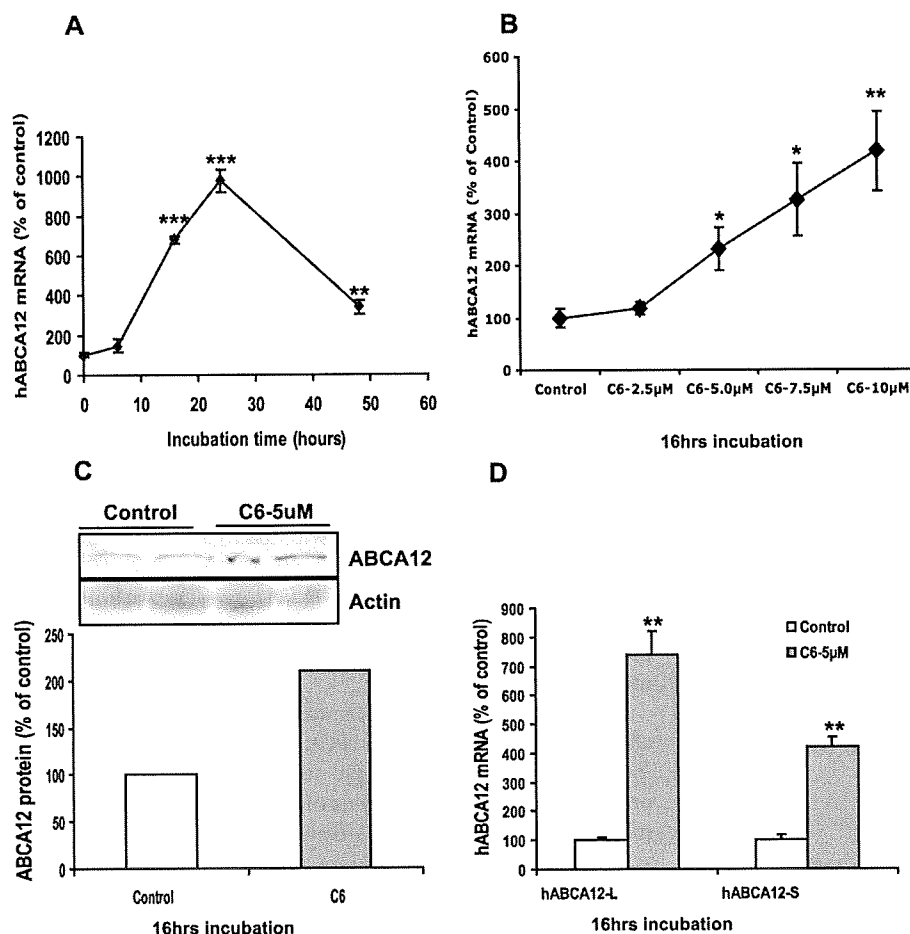 A
hABCA12 mRNA (% of control)
1200
1000
800
600
400
200
0
***
***
**
0 10 20 30 40 50 60
Incubation time (hours)
B
hABCA12 mRNA (% of Control)
600
500
400
300
200
100
0
*
*
**
Control C6-2.5µM C6-5.0µM C6-7.5µM C6-10µM
16hrs incubation
C
Control C6-5uM
ABCA12
Actin
ABCA12 protein (% of control)
250
200
150
100
50
0
Control C6
16hrs incubation
D
hABCA12 mRNA (% of control)
900
800
700
600
500
400
300
200
100
0
**
**
Control
C6-5µM
hABCA12-L hABCA12-S
16hrs incubation